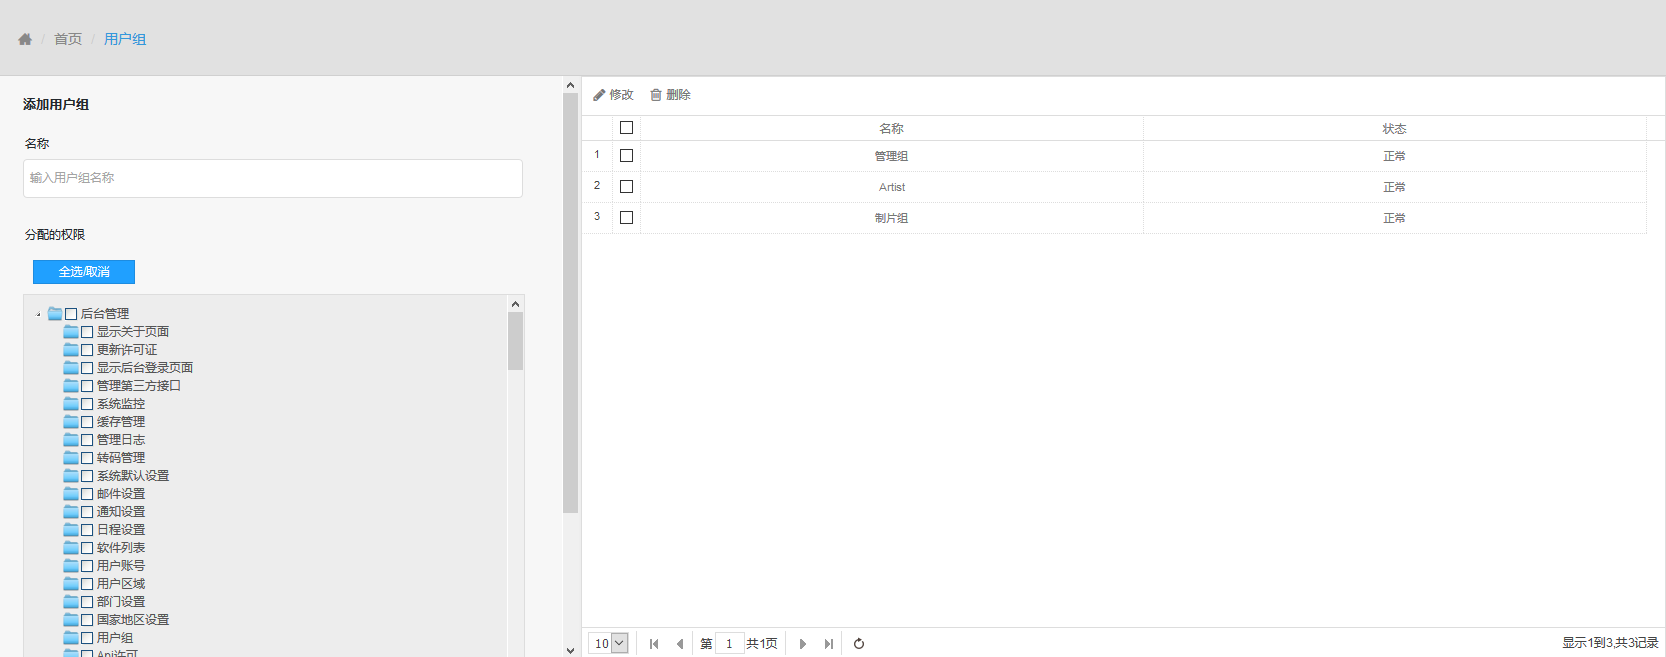 / 首页 / 用户组
添加用户组
名称
输入用户组名称
分配的权限
全选/取消
后台管理
显示关于页面
更新许可证
显示后台登录页面
管理第三方接口
系统监控
缓存管理
管理日志
转码管理
系统默认设置
邮件设置
通知设置
日程设置
软件列表
用户账号
用户区域
部门设置
国家地区设置
用户组
Api许可
修改 删除
名称 状态
1 管理组 正常
2 Artist 正常
3 制片组 正常
10 第 1 共1页 显示1到3,共3记录